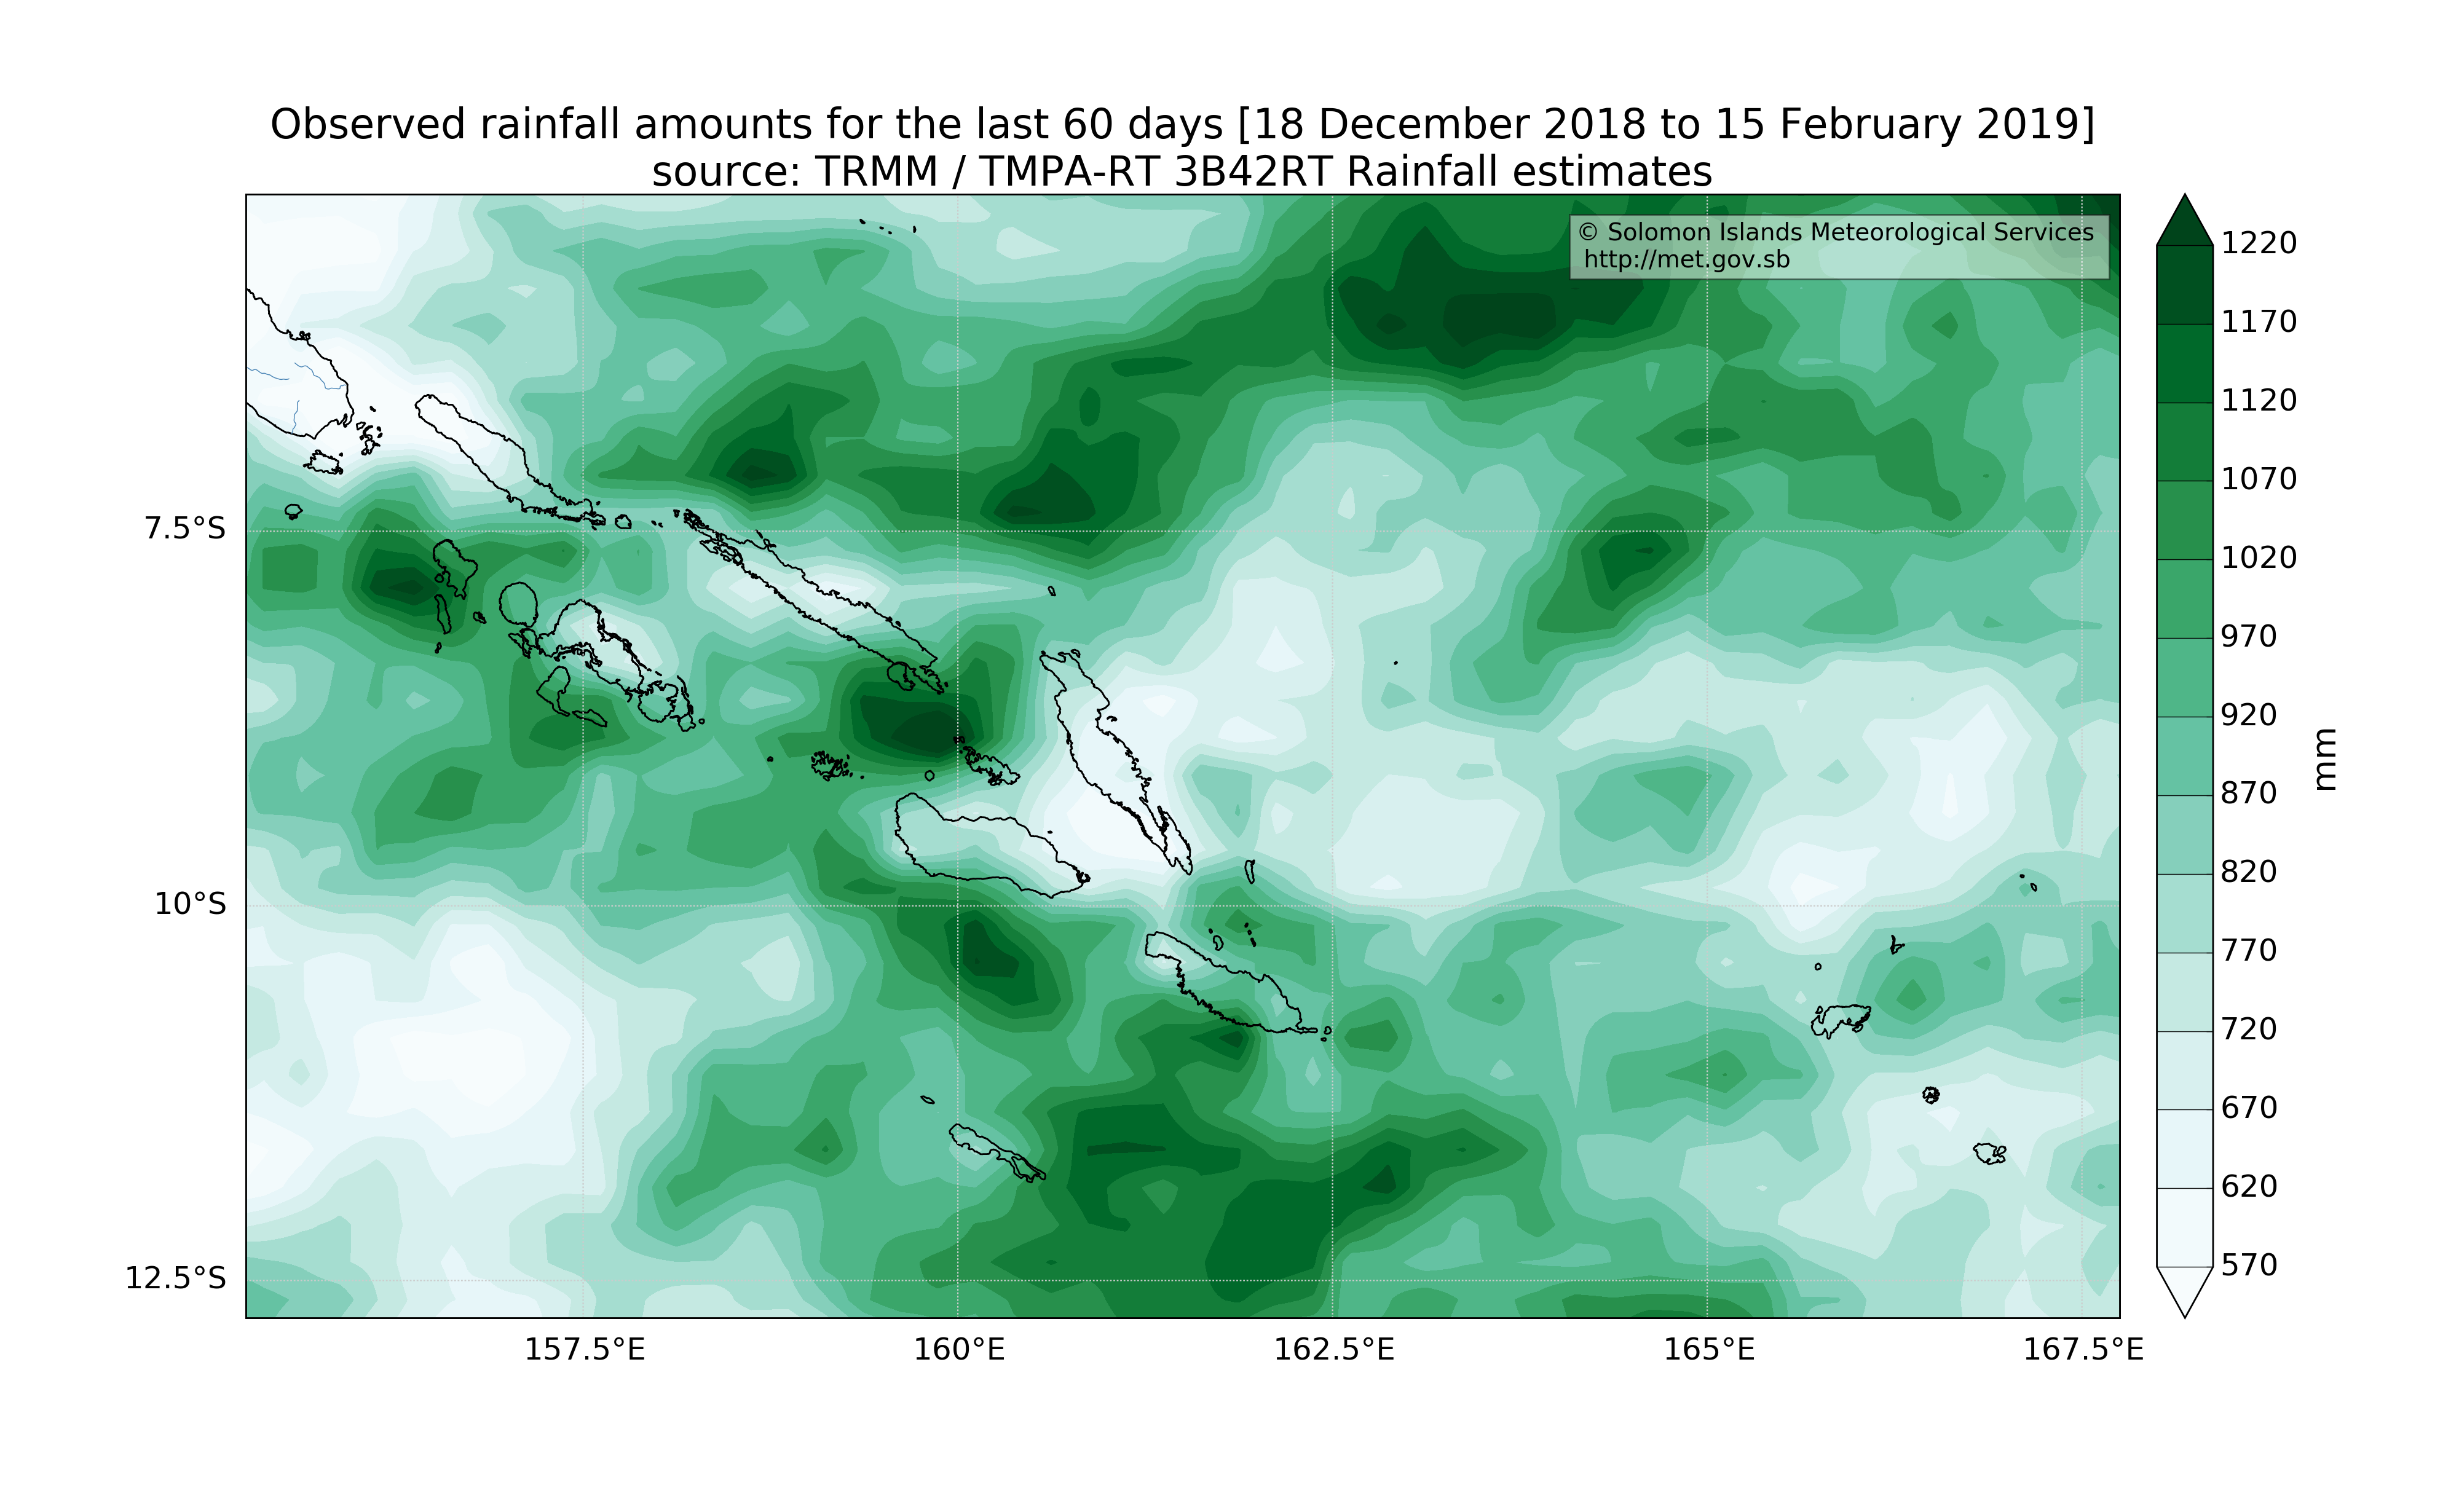 Observed rainfall amounts for the last 60 days [18 December 2018 to 15 February 2019]
source: TRMM / TMPA-RT 3B42RT Rainfall estimates
© Solomon Islands Meteorological Services
http://met.gov.sb
7.5°S
10°S
12.5°S
157.5°E
160°E
162.5°E
165°E
167.5°E
1220
1170
1120
1070
1020
970
920
870
820
770
720
670
620
570
mm